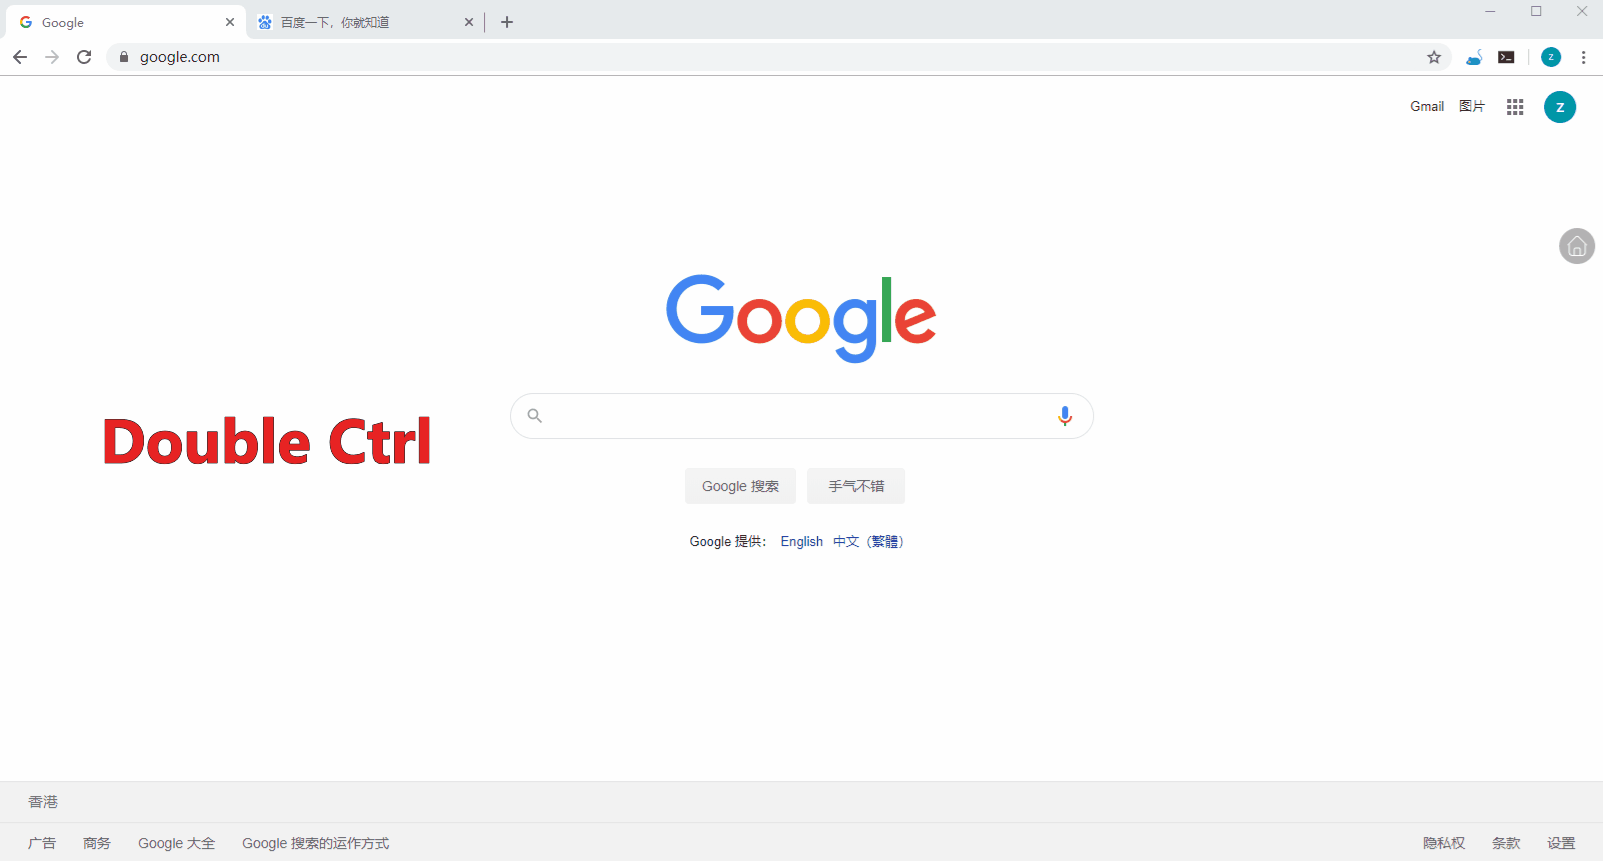 Google
百度一下，你就知道
google.com
z
Gmail 图片
z
Google
Double Ctrl
Google 搜索 手气不错
Google 提供： English 中文（繁體）
香港
广告 商务 Google 大全 Google 搜索的运作方式 隐私权 条款 设置